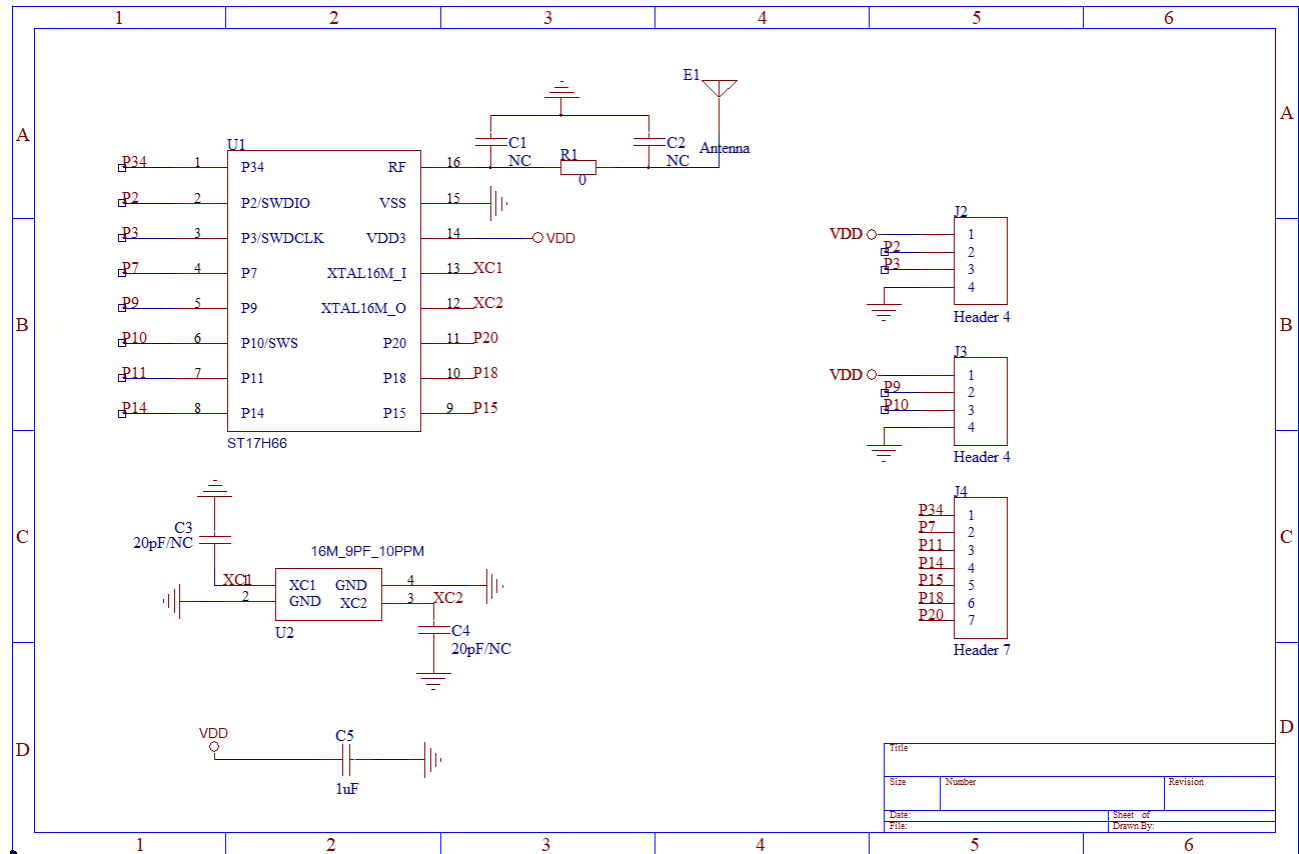 1 2 3 4 5 6
A
B
C
D
A
B
C
D
U1
P34 1 P34
P2 2 P2/SWDIO
P3 3 P3/SWDCLK
P7 4 P7
P9 5 P9
P10 6 P10/SWS
P11 7 P11
P14 8 P14
RF 16
VSS 15
VDD3 14 VDD
XTAL16M_I 13 XC1
XTAL16M_O 12 XC2
P20 11 P20
P18 10 P18
P15 9 P15
ST17H66
C1
NC
R1
0
C2
NC
E1
Antenna
J2
VDD 1
P2 2
P3 3
4
Header 4
J3
VDD 1
P9 2
P10 3
4
Header 4
J4
P34 1
P7 2
P11 3
P14 4
P15 5
P18 6
P20 7
Header 7
C3
20pF/NC
16M_9PF_10PPM
XC1 1 XC1 GND 4
2 GND XC2 3 XC2
U2
C4
20pF/NC
VDD
C5
1uF
Title
Size Number Revision
Date: Sheet of
File: Drawn By:
1 2 3 4 5 6